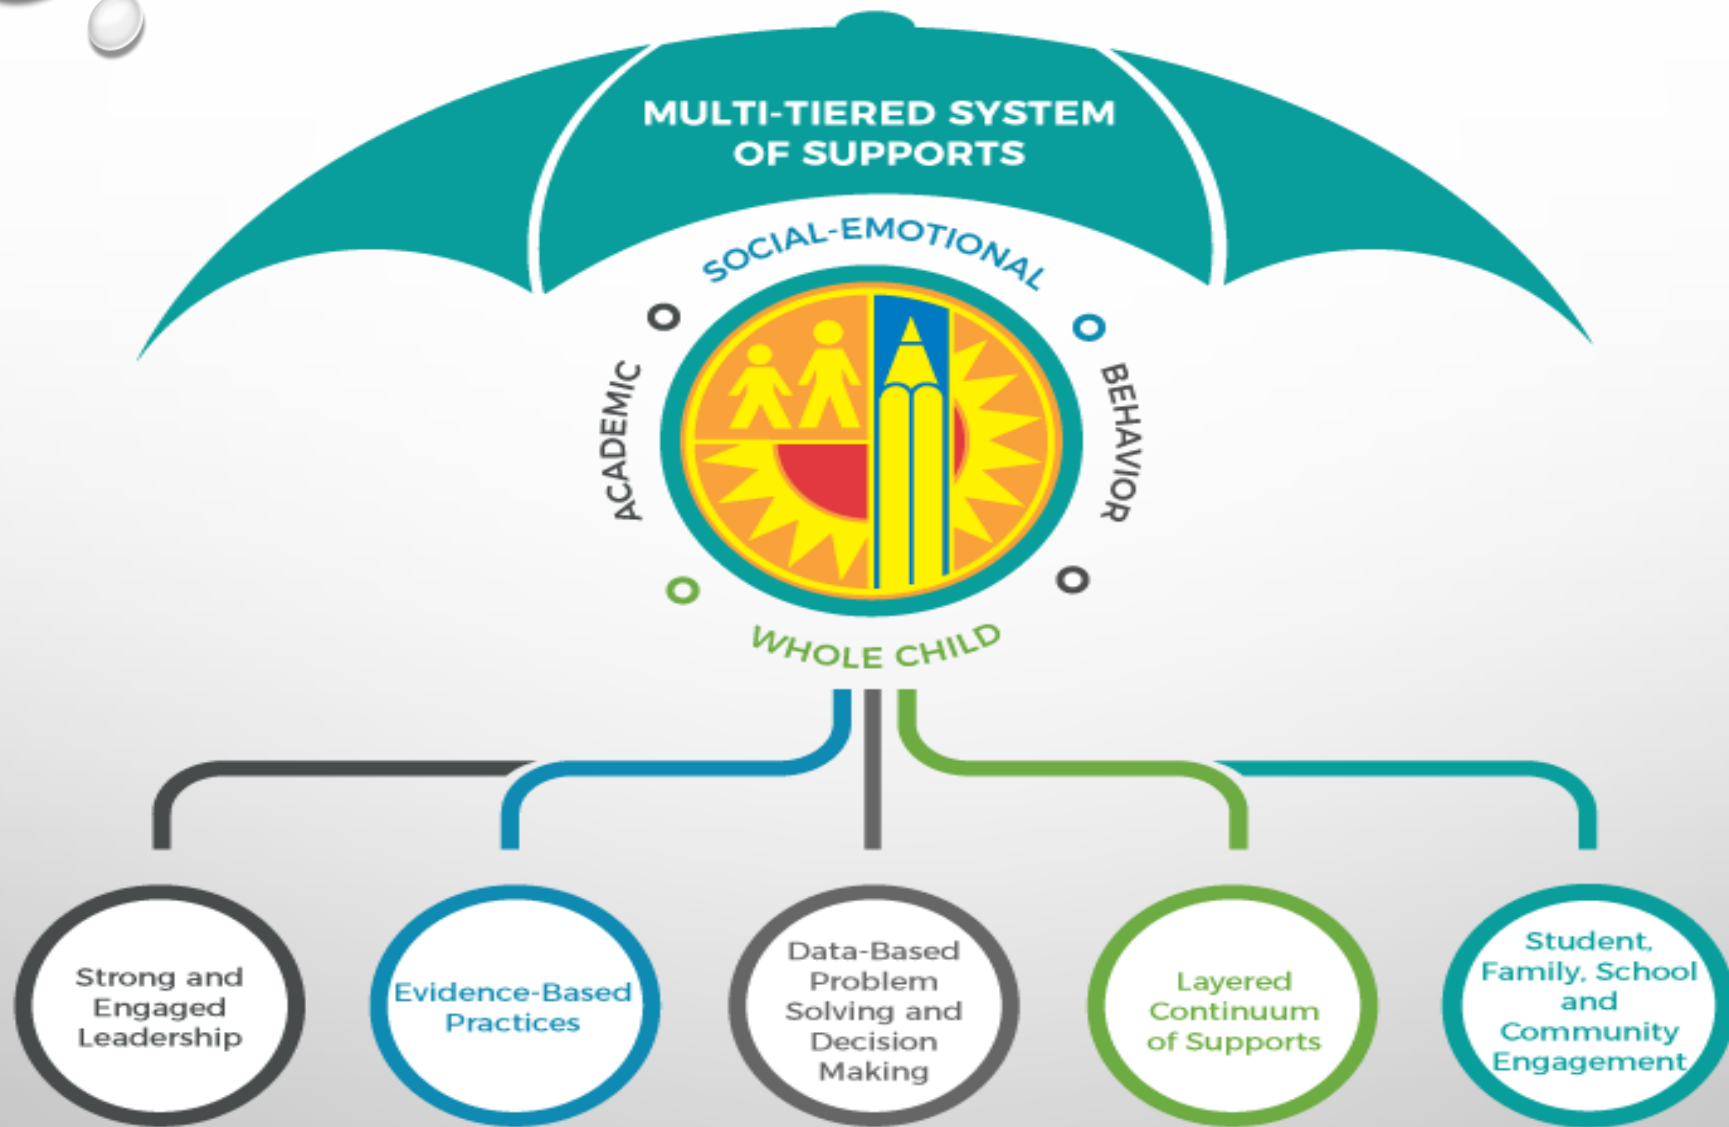 MULTI-TIERED SYSTEM
OF SUPPORTS
SOCIAL-EMOTIONAL
ACADEMIC
BEHAVIOR
WHOLE CHILD
Strong and
Engaged
Leadership
Evidence-Based
Practices
Data-Based
Problem
Solving and
Decision
Making
Layered
Continuum
of Supports
Student,
Family, School
and
Community
Engagement